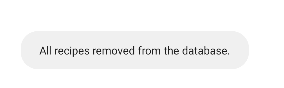 All recipes removed from the database.